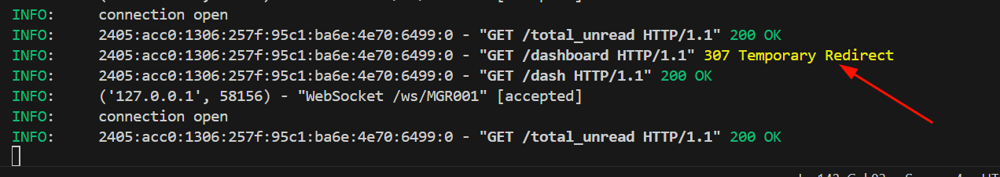 INFO: connection open
INFO: 2405:acc0:1306:257f:95c1:ba6e:4e70:6499:0 - "GET /total_unread HTTP/1.1" 200 OK
INFO: 2405:acc0:1306:257f:95c1:ba6e:4e70:6499:0 - "GET /dashboard HTTP/1.1" 307 Temporary Redirect
INFO: 2405:acc0:1306:257f:95c1:ba6e:4e70:6499:0 - "GET /dash HTTP/1.1" 200 OK
INFO: ('127.0.0.1', 58156) - "WebSocket /ws/MGR001" [accepted]
INFO: connection open
INFO: 2405:acc0:1306:257f:95c1:ba6e:4e70:6499:0 - "GET /total_unread HTTP/1.1" 200 OK